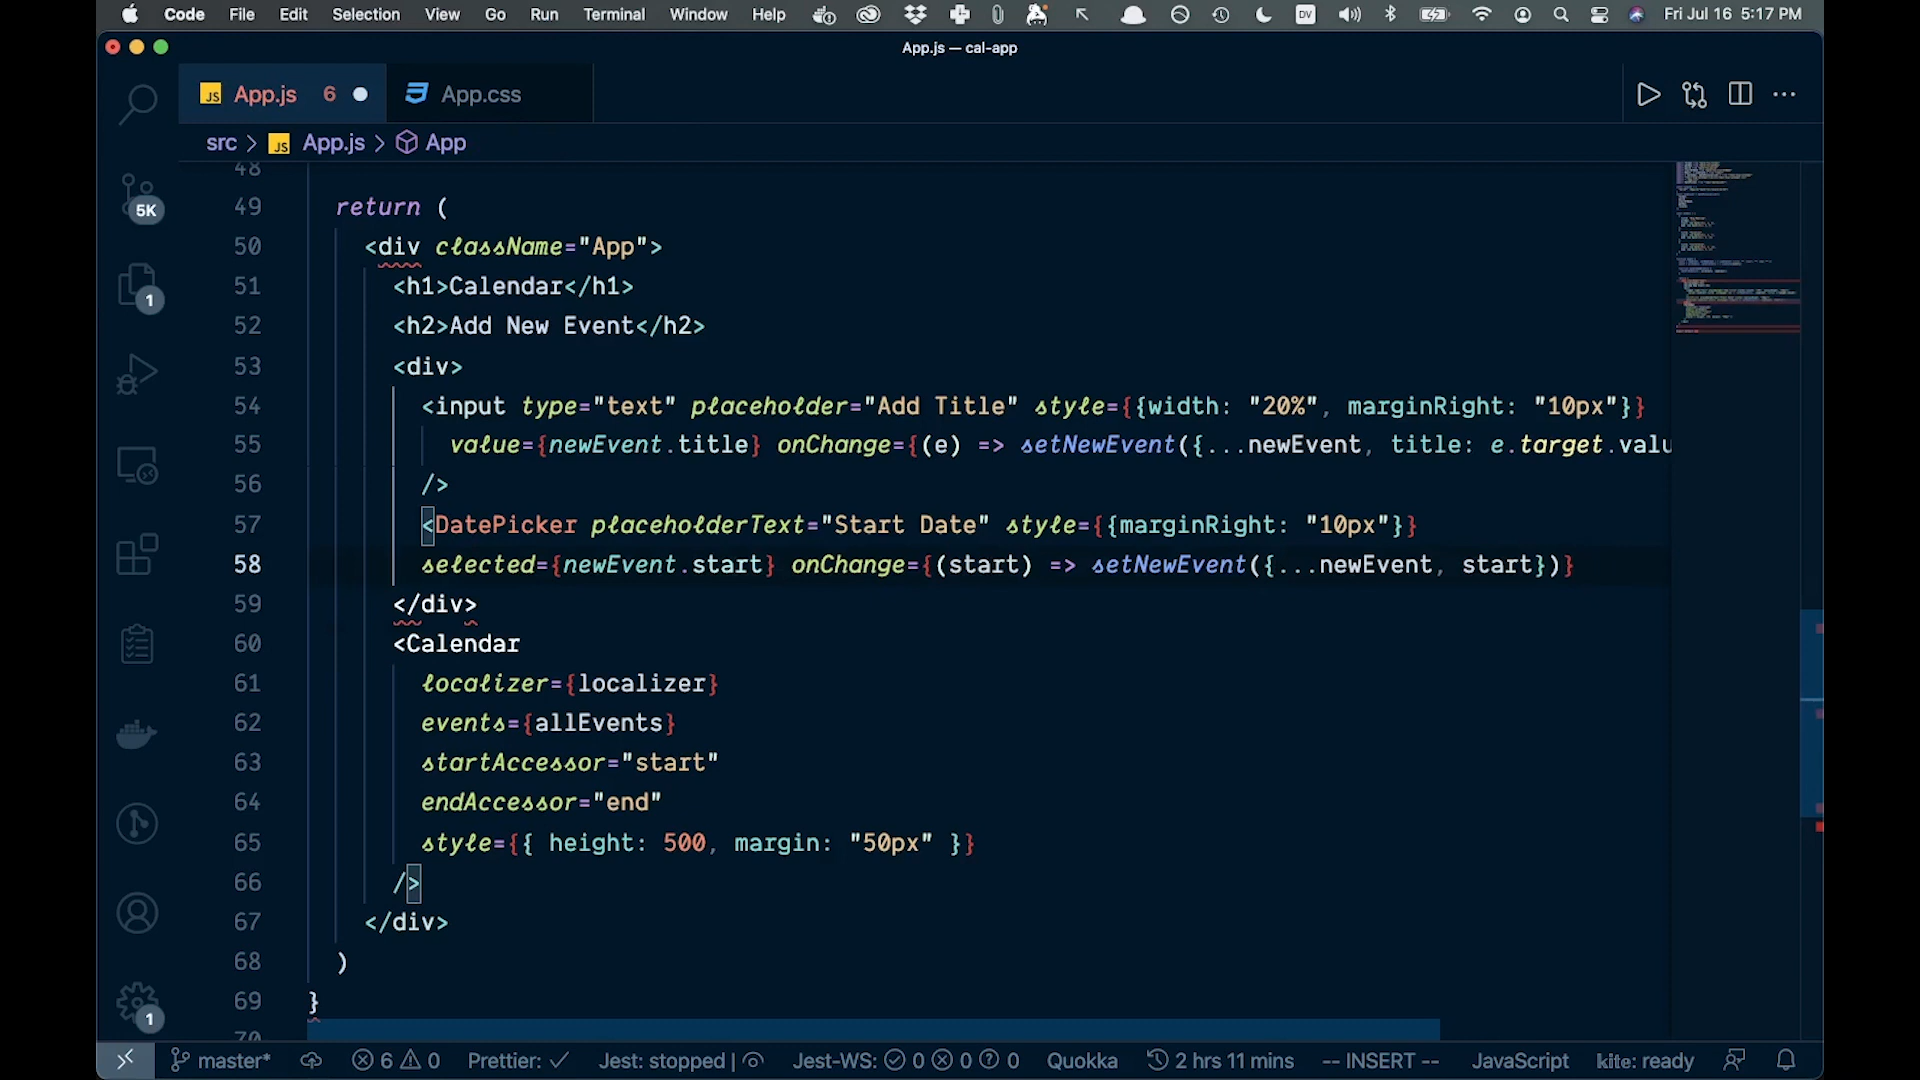 Code File Edit Selection View Go Run Terminal Window Help DV Fri Jul 16 5:17 PM
App.js — cal-app
JS App.js 6 App.css
src > JS App.js > App
48
49 return (
50 <div className="App">
51 <h1>Calendar</h1>
52 <h2>Add New Event</h2>
53 <div>
54 <input type="text" placeholder="Add Title" style={{width: "20%", marginRight: "10px"}}
55 value={newEvent.title} onChange={(e) => setNewEvent({...newEvent, title: e.target.valu
56 />
57 <DatePicker placeholderText="Start Date" style={{marginRight: "10px"}}
58 selected={newEvent.start} onChange={(start) => setNewEvent({...newEvent, start})}
59 </div>
60 <Calendar
61 localizer={localizer}
62 events={allEvents}
63 startAccessor="start"
64 endAccessor="end"
65 style={{ height: 500, margin: "50px" }}
66 />
67 </div>
68 )
69 }
70
5K
1
1
master* 6 0 Prettier: ✓ Jest: stopped | Jest-WS: 0 0 0 Quokka 2 hrs 11 mins -- INSERT -- JavaScript kite: ready